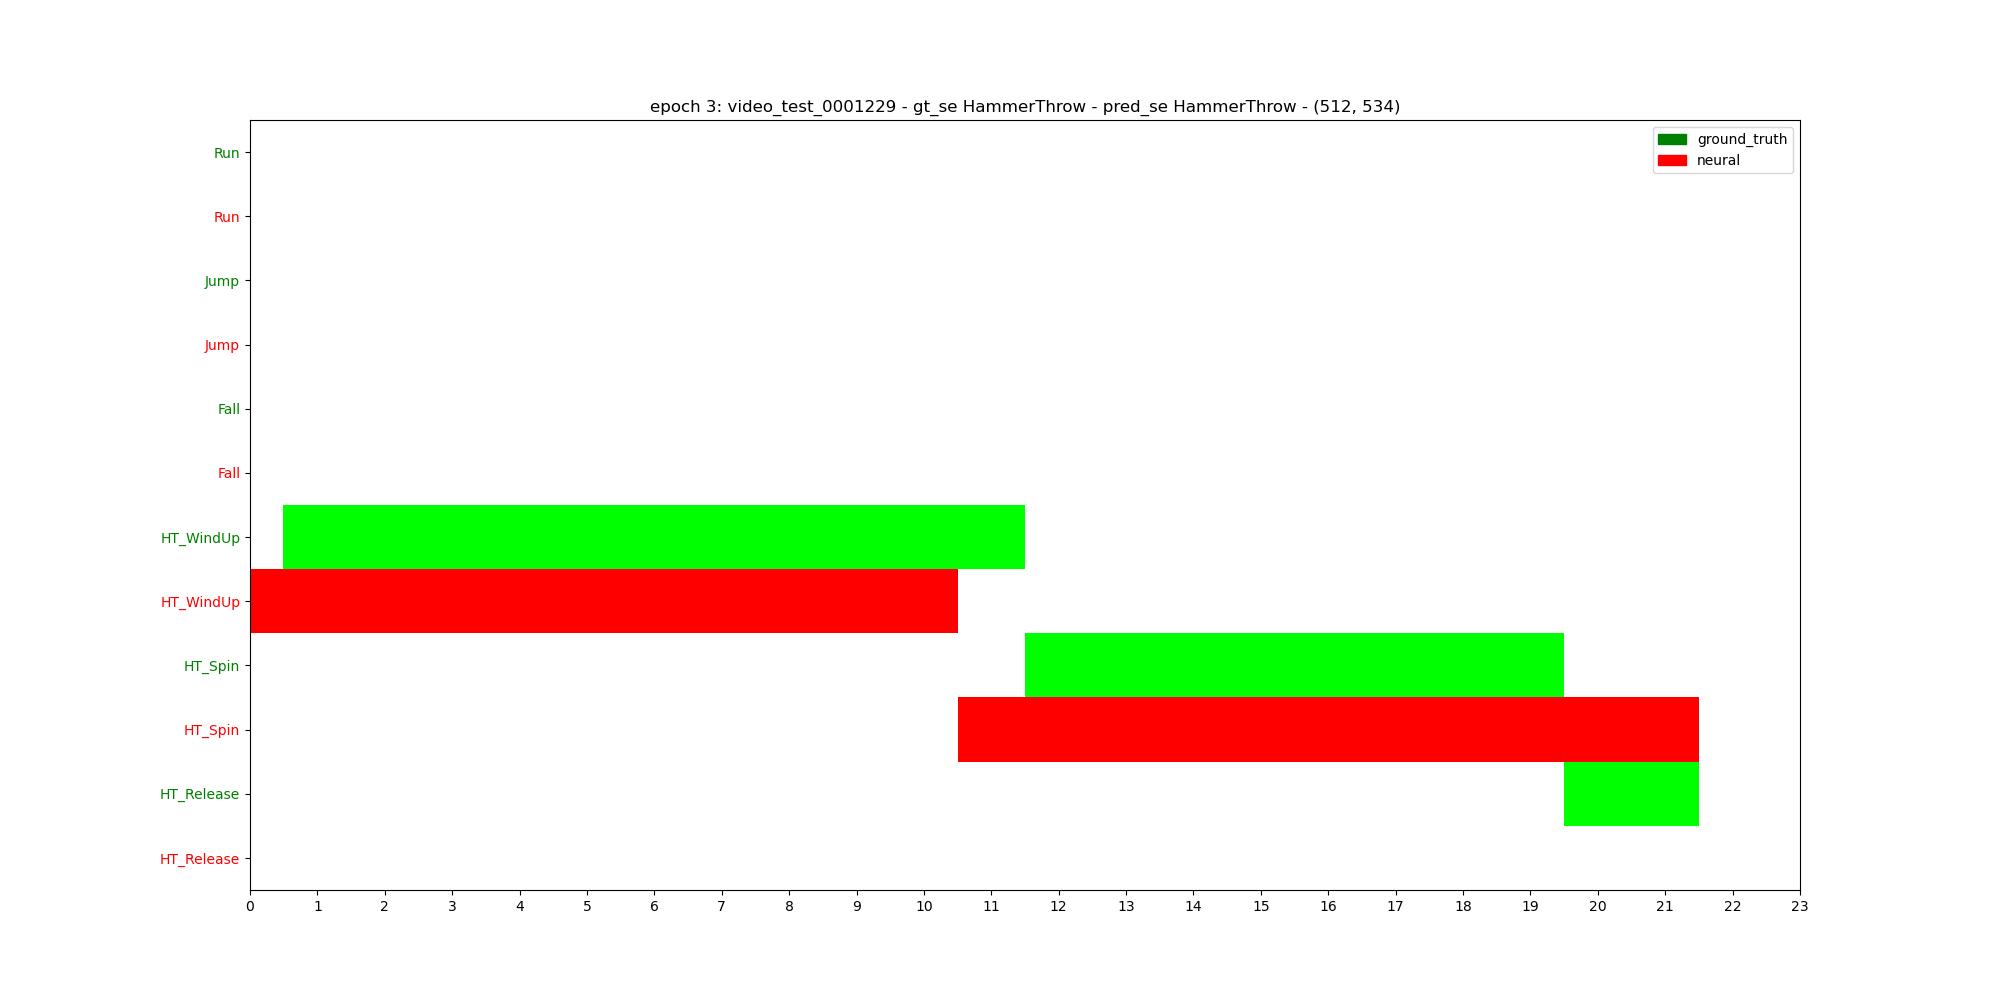 epoch 3: video_test_0001229 - gt_se HammerThrow - pred_se HammerThrow - (512, 534)
ground_truth
neural
Run
Run
Jump
Jump
Fall
Fall
HT_WindUp
HT_WindUp
HT_Spin
HT_Spin
HT_Release
HT_Release
0 1 2 3 4 5 6 7 8 9 10 11 12 13 14 15 16 17 18 19 20 21 22 23